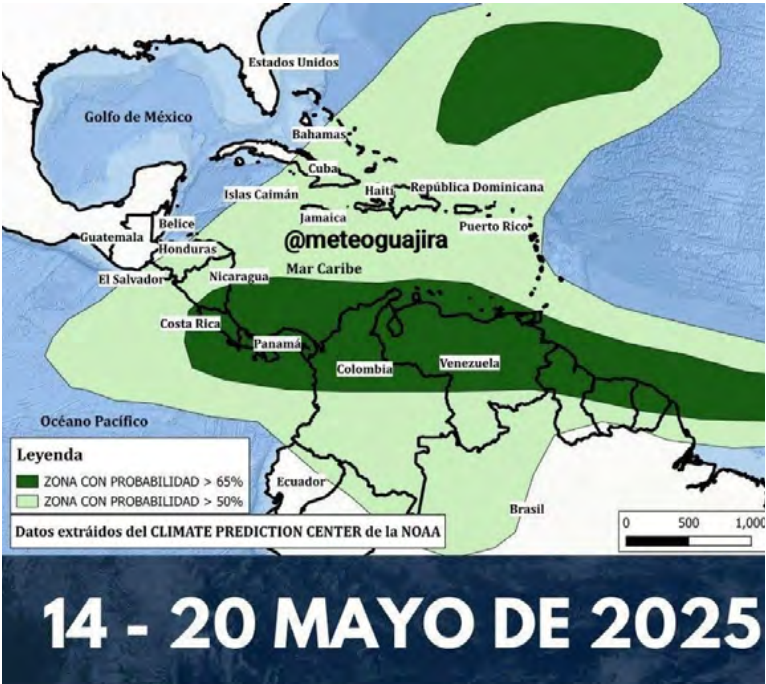 Estados Unidos
Golfo de México
Bahamas
Cuba
Islas Caimán
Haití
República Dominicana
Jamaica
Puerto Rico
Belice
Guatemala
Honduras
@meteoguajira
El Salvador
Nicaragua
Mar Caribe
Costa Rica
Panamá
Colombia
Venezuela
Océano Pacífico
Ecuador
Brasil
Leyenda
ZONA CON PROBABILIDAD > 65%
ZONA CON PROBABILIDAD > 50%
Datos extráidos del CLIMATE PREDICTION CENTER de la NOAA
0 500 1,000
14 - 20 MAYO DE 2025